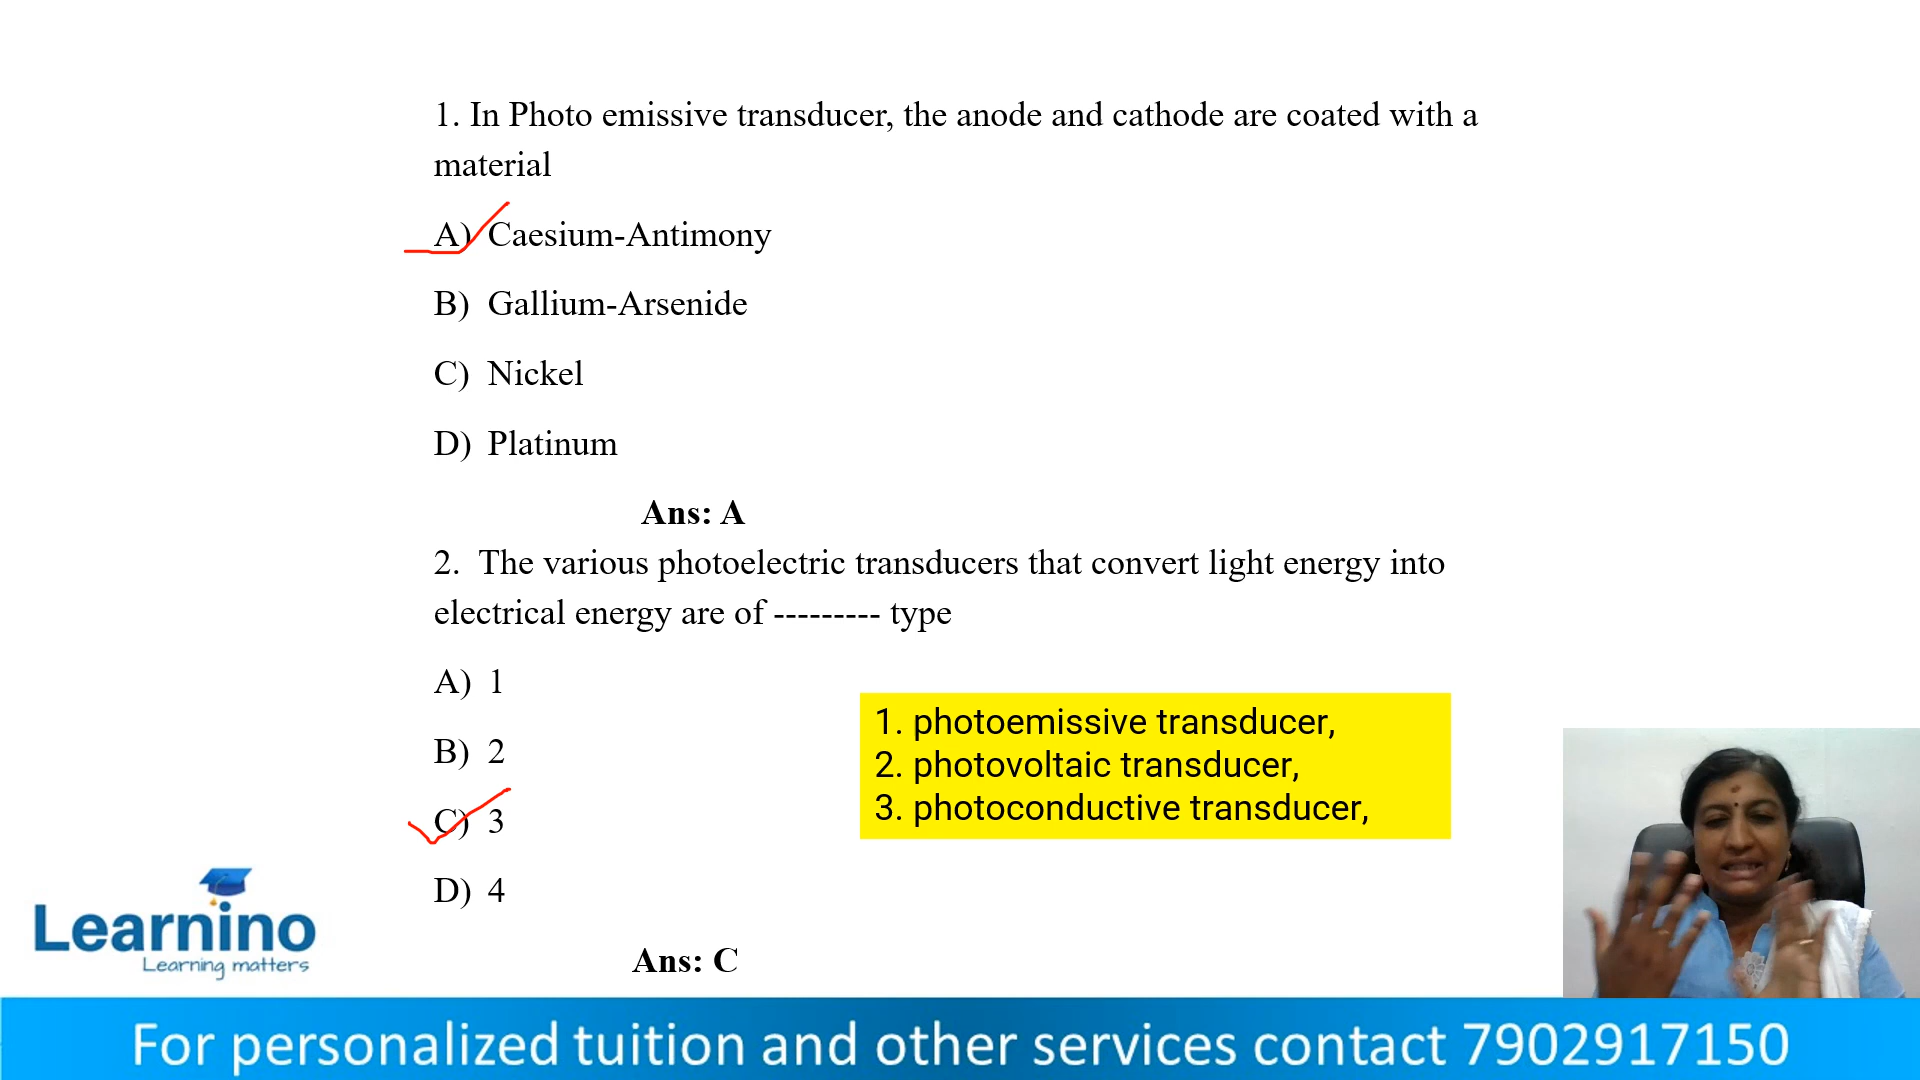 1. In Photo emissive transducer, the anode and cathode are coated with a
material
A) Caesium-Antimony
B) Gallium-Arsenide
C) Nickel
D) Platinum
Ans: A
2. The various photoelectric transducers that convert light energy into
electrical energy are of --------- type
A) 1
B) 2
C) 3
D) 4
Ans: C
1. photoemissive transducer,
2. photovoltaic transducer,
3. photoconductive transducer,
Learnino
Learning matters
For personalized tuition and other services contact 7902917150